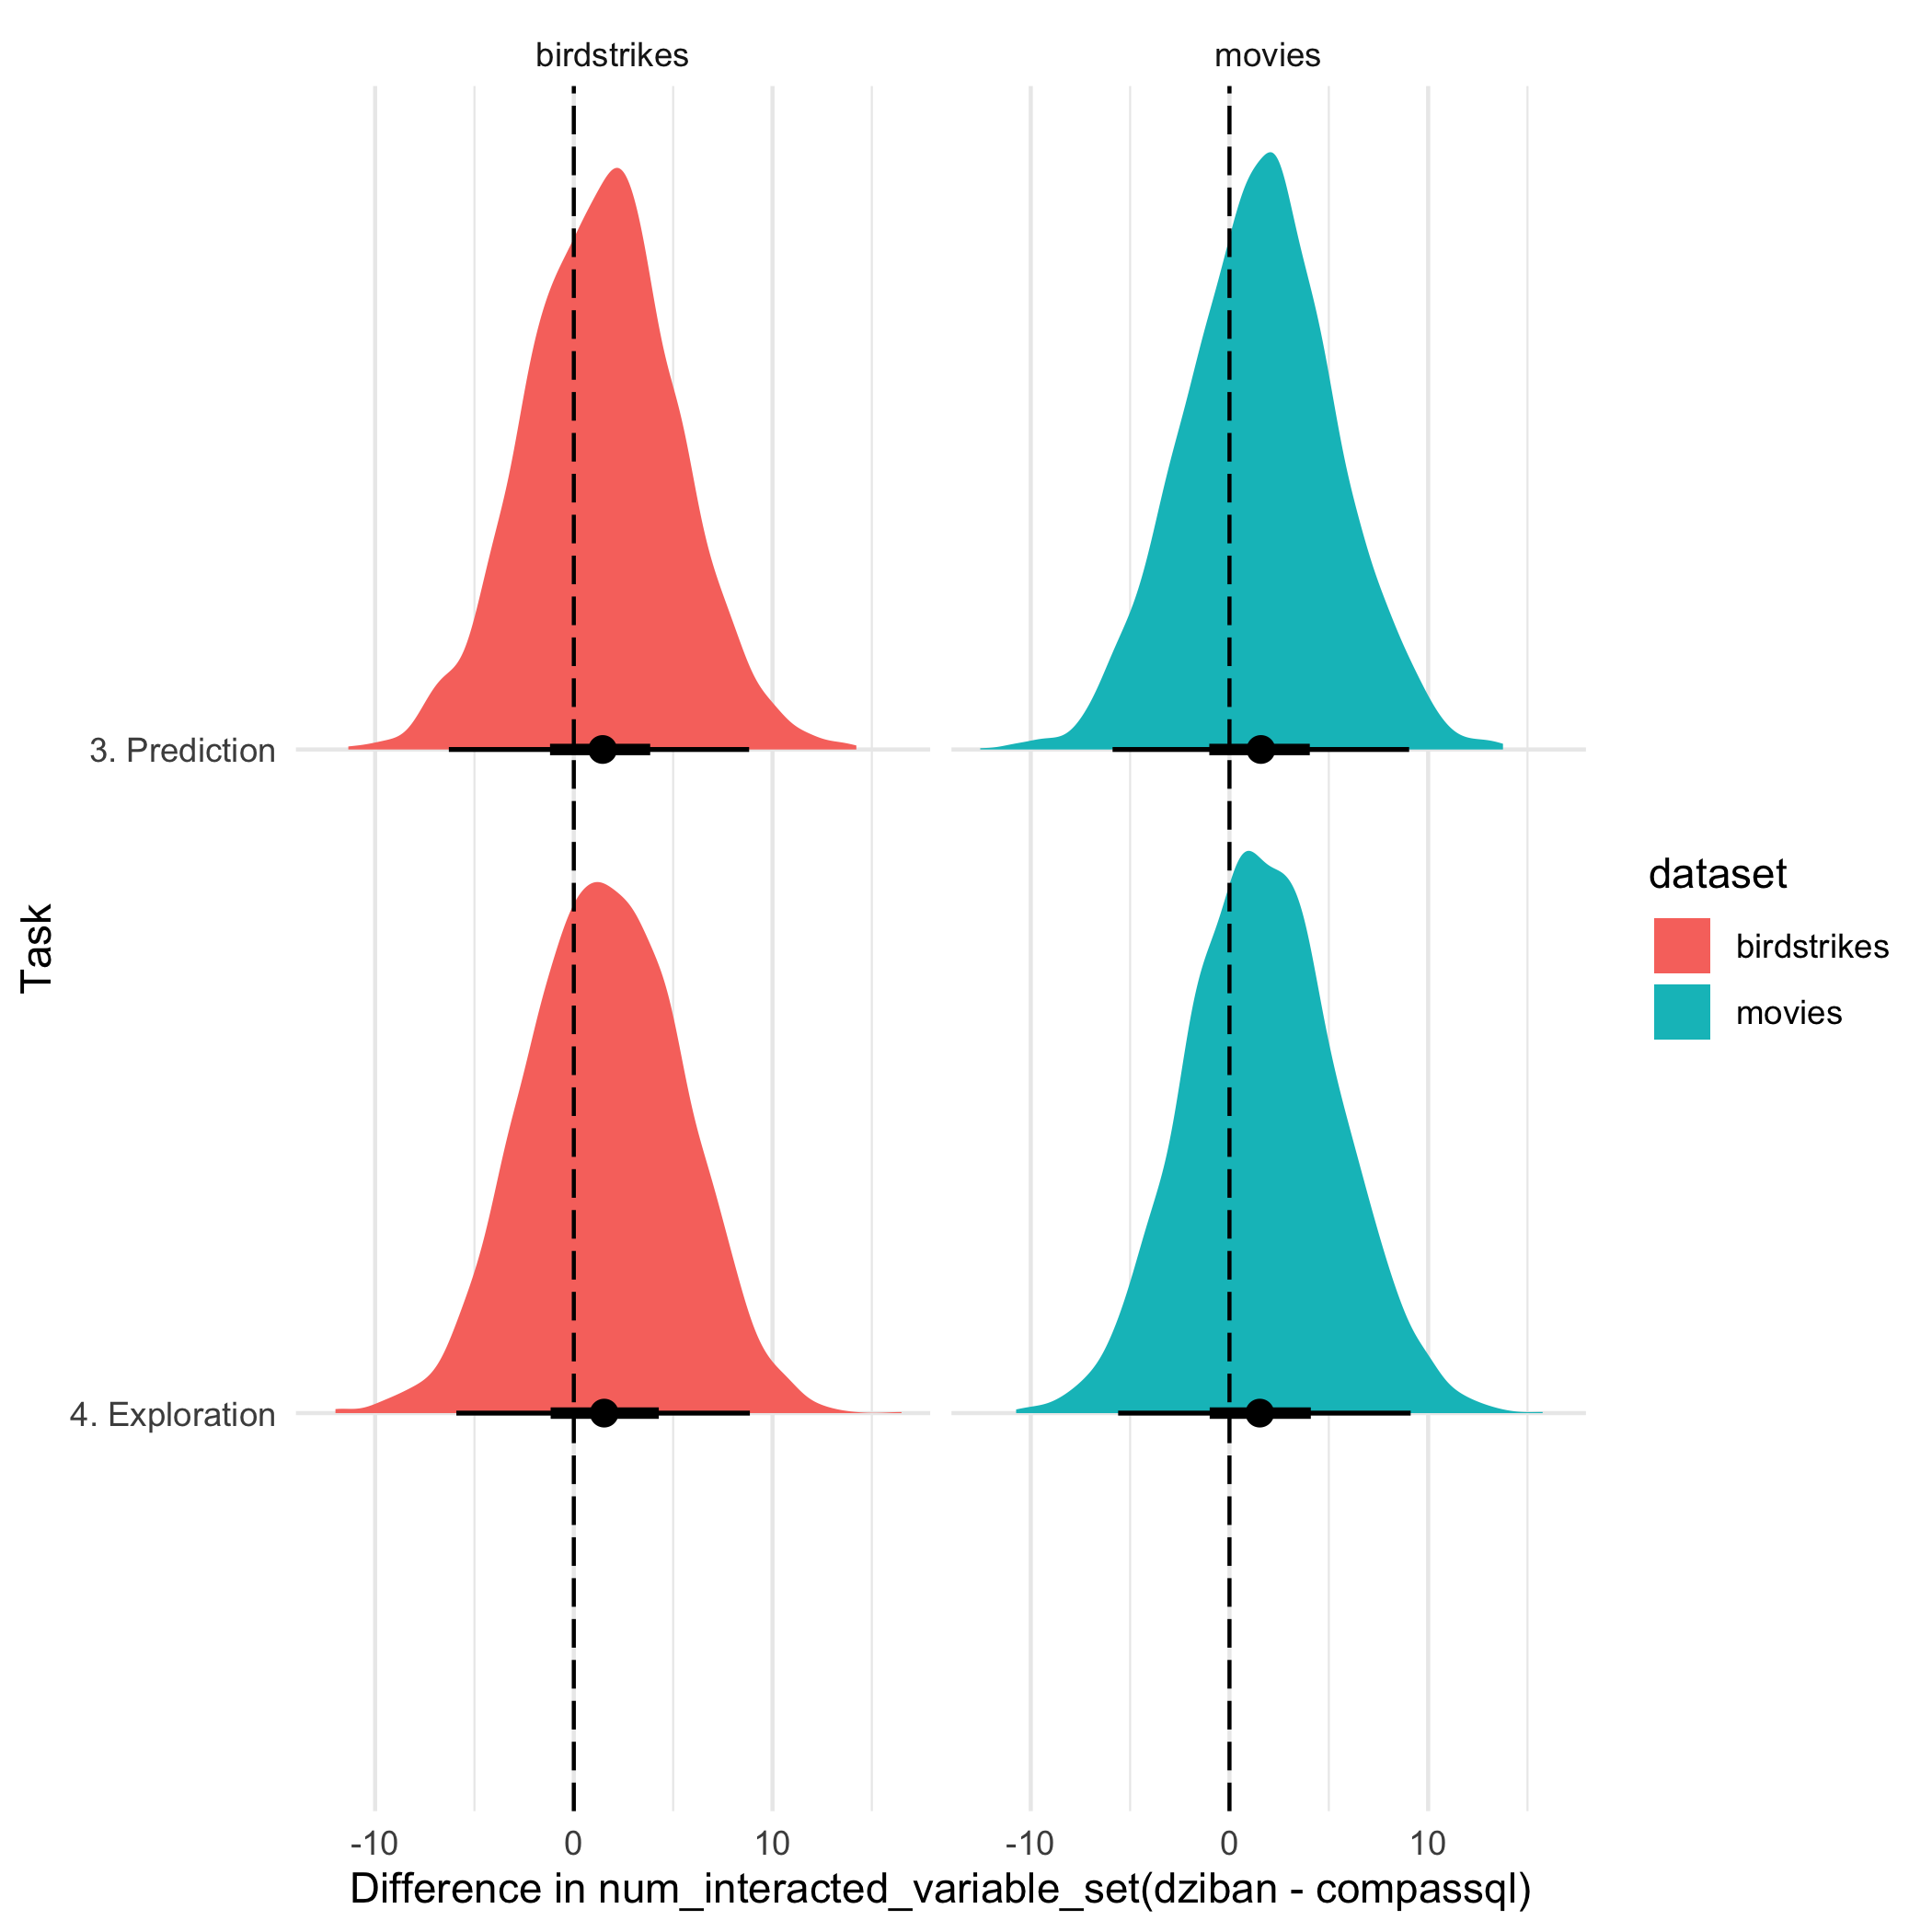 birdstrikes
movies
3. Prediction
4. Exploration
Task
-10
0
10
-10
0
10
Difference in num_interacted_variable_set(dziban - compassql)
dataset
birdstrikes
movies